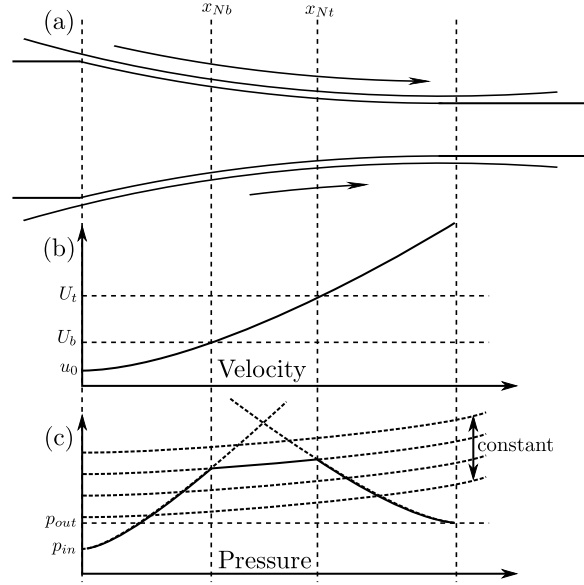 (a)
x_{Nb}
x_{Nt}
(b)
U_t
U_b
u_0
Velocity
(c)
constant
p_{out}
p_{in}
Pressure